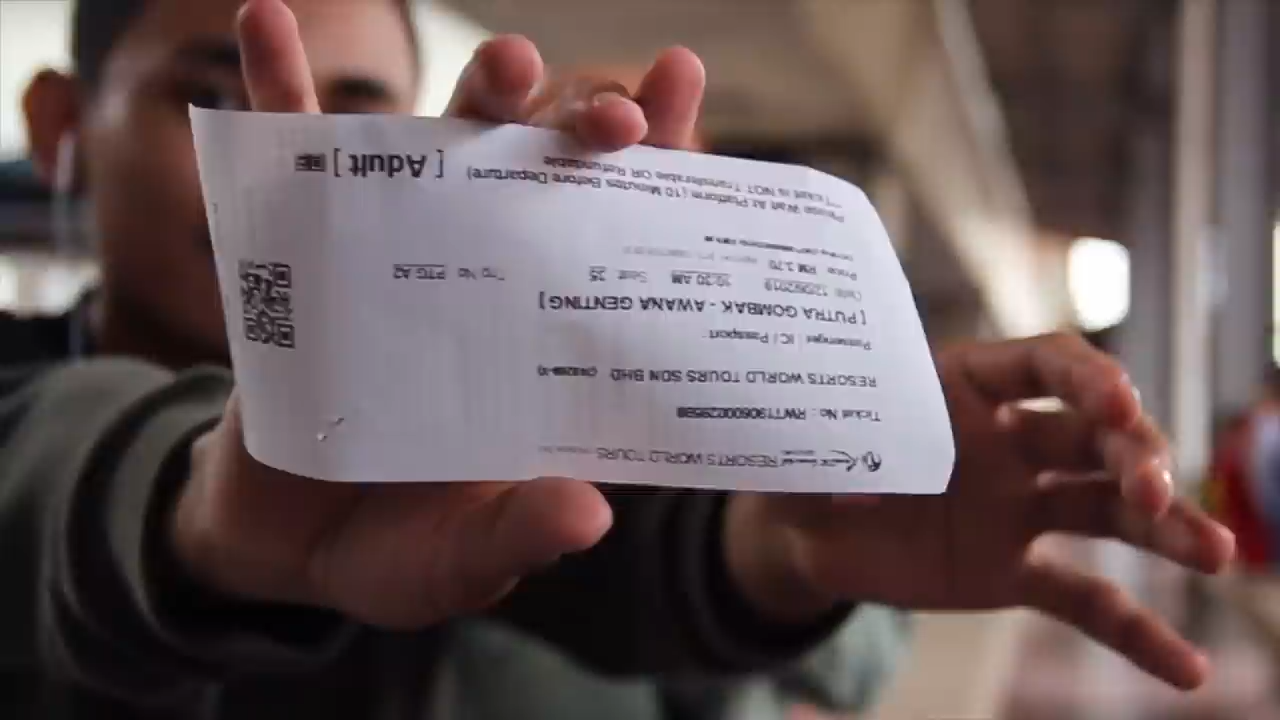 RESORTS WORLD TOURS
Ticket No : RWT19060002959
RESORTS WORLD TOURS SDN BHD
Passenger IC / Passport
[ PUTRA GOMBAK - AWANA GENTING ]
Date 12/06/2019 10:30 AM Seat 25 Trip No PTG A2
Price RM 3.70
Please Wait At Platform (10 Minutes Before Departure)
**Ticket is NOT Transferable OR Refundable
[ Adult ]